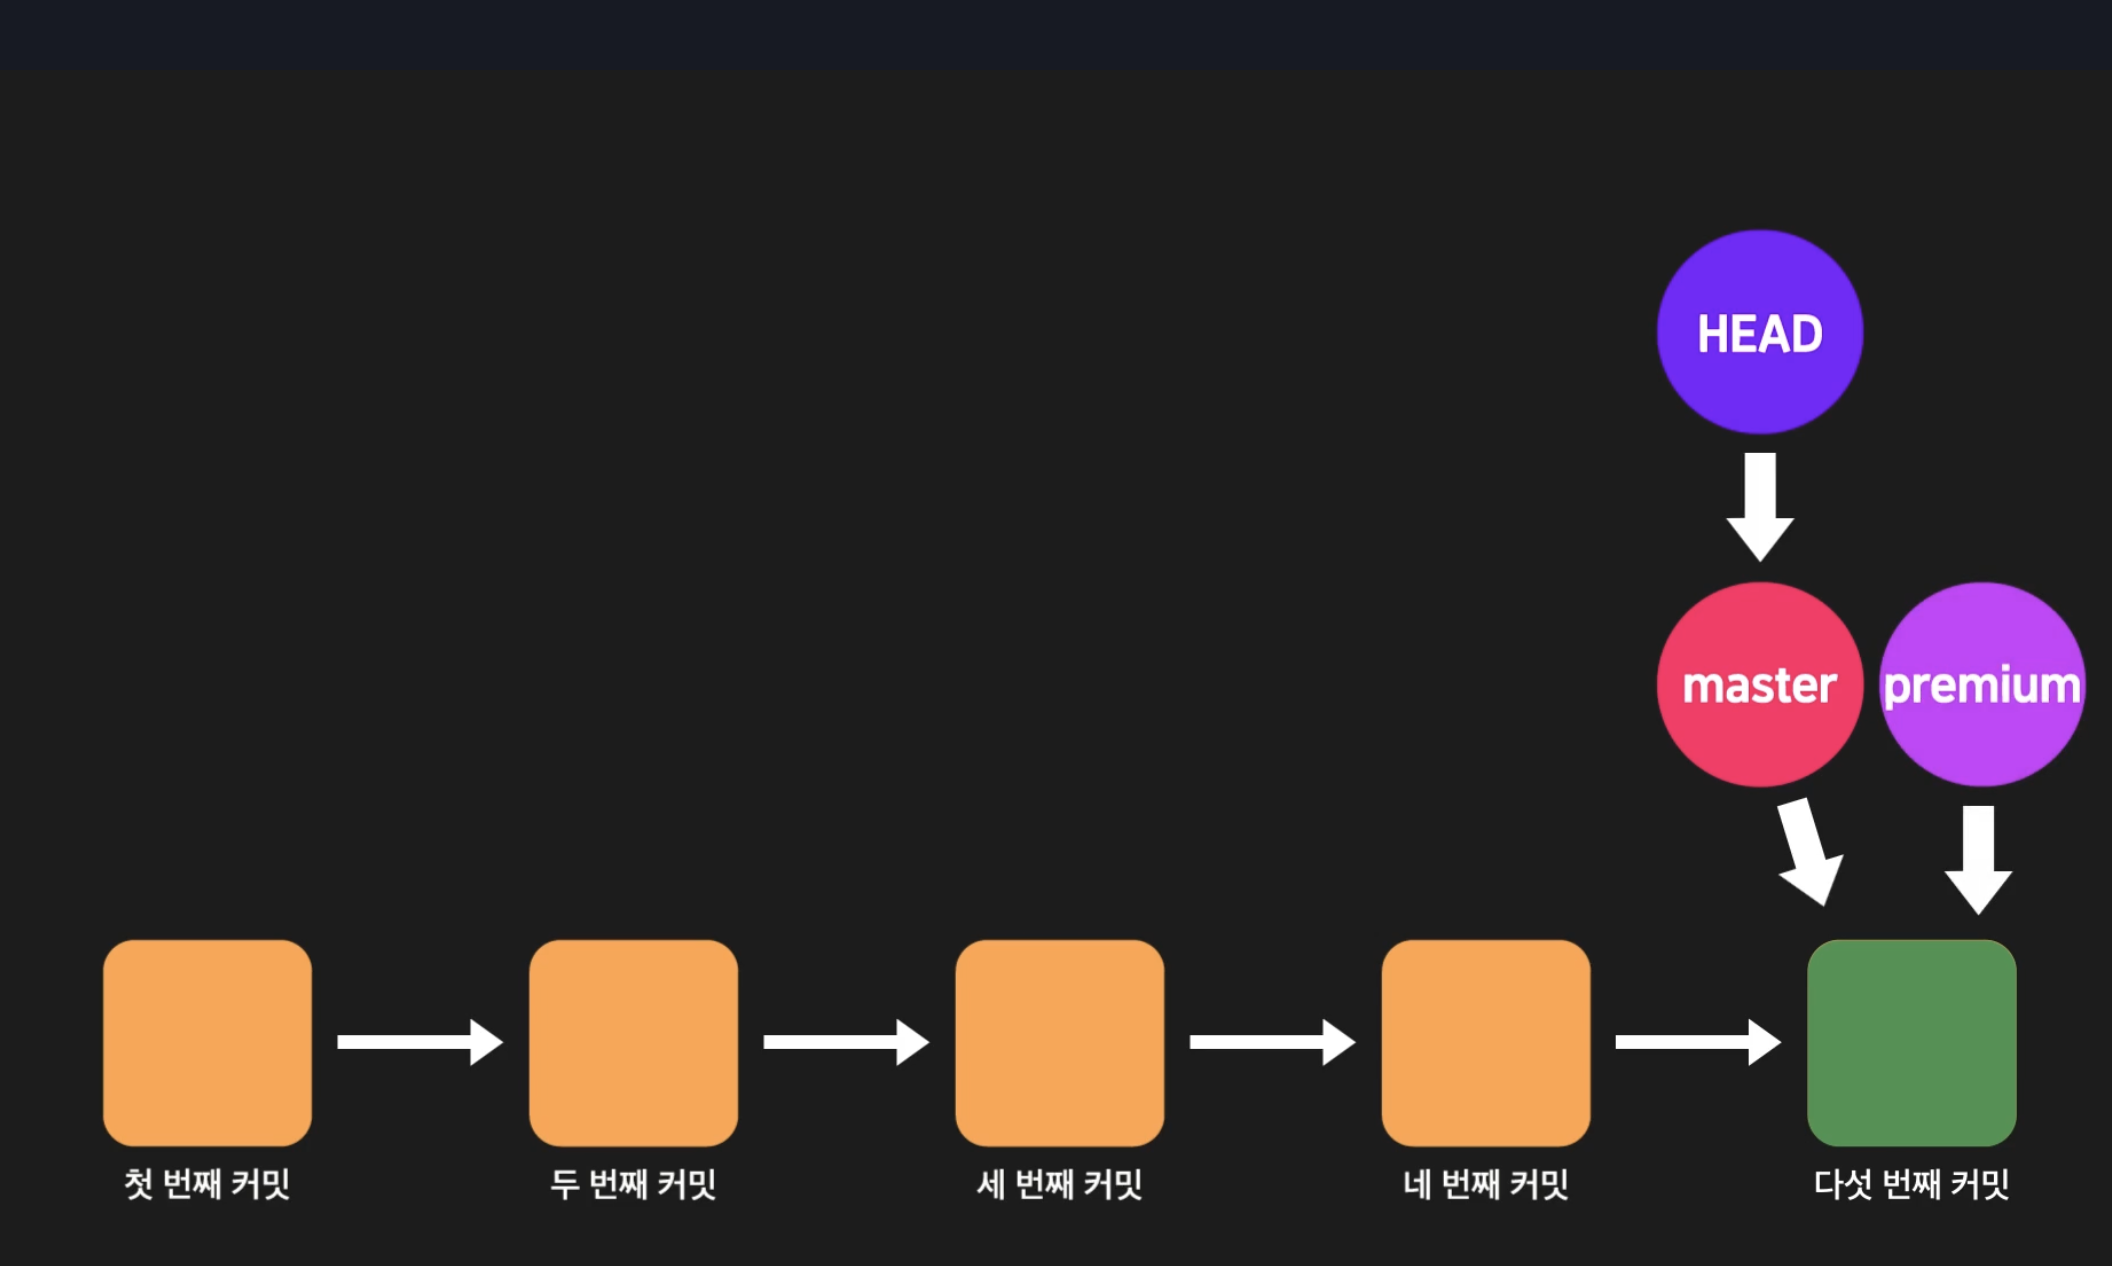 HEAD
master
premium
첫 번째 커밋
두 번째 커밋
세 번째 커밋
네 번째 커밋
다섯 번째 커밋